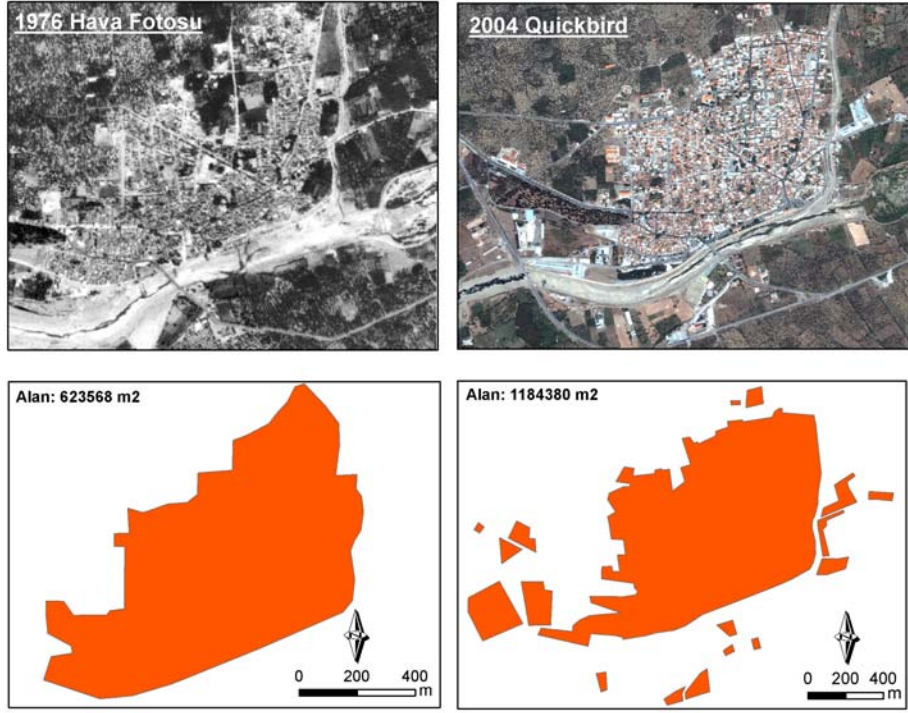 1976 Hava Fotosu
2004 Quickbird
Alan: 623568 m2
Alan: 1184380 m2
0 200 400
m
0 200 400
m